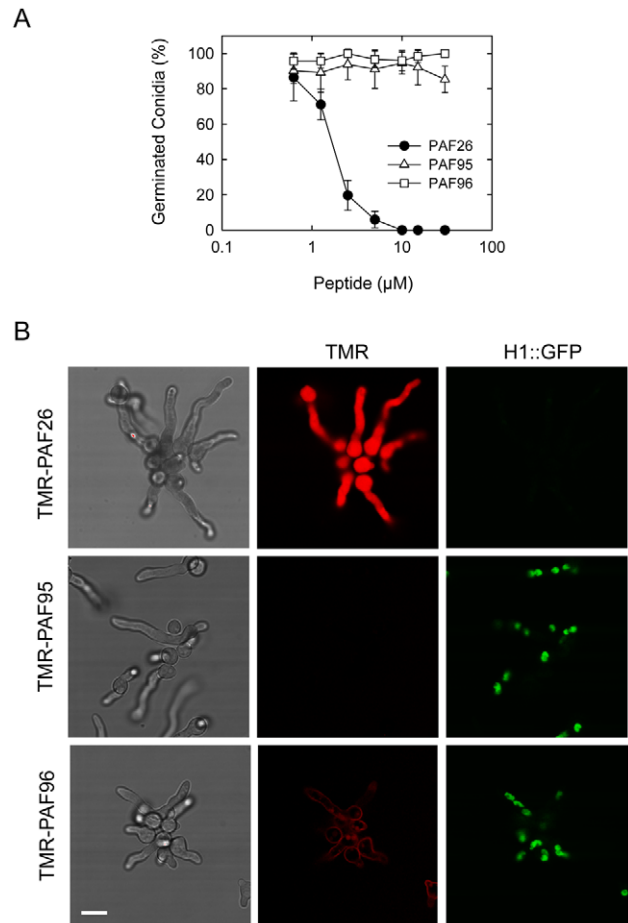 A
Germinated Conidia (%)
100
80
60
40
20
0
PAF26
PAF95
PAF96
0.1 1 10 100
Peptide (µM)
B
TMR H1::GFP
TMR-PAF26
TMR-PAF95
TMR-PAF96